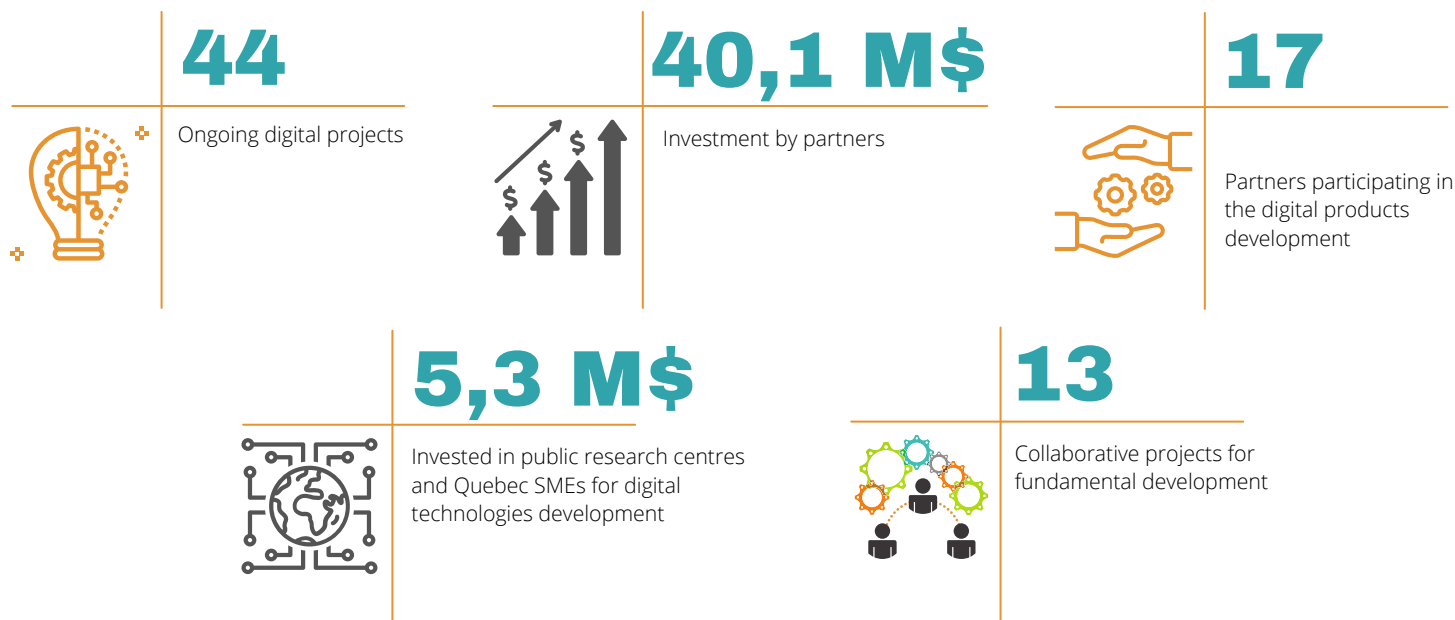 44
Ongoing digital projects
40,1 M$
Investment by partners
17
Partners participating in
the digital products
development
5,3 M$
Invested in public research centres
and Quebec SMEs for digital
technologies development
13
Collaborative projects for
fundamental development
$
$
$